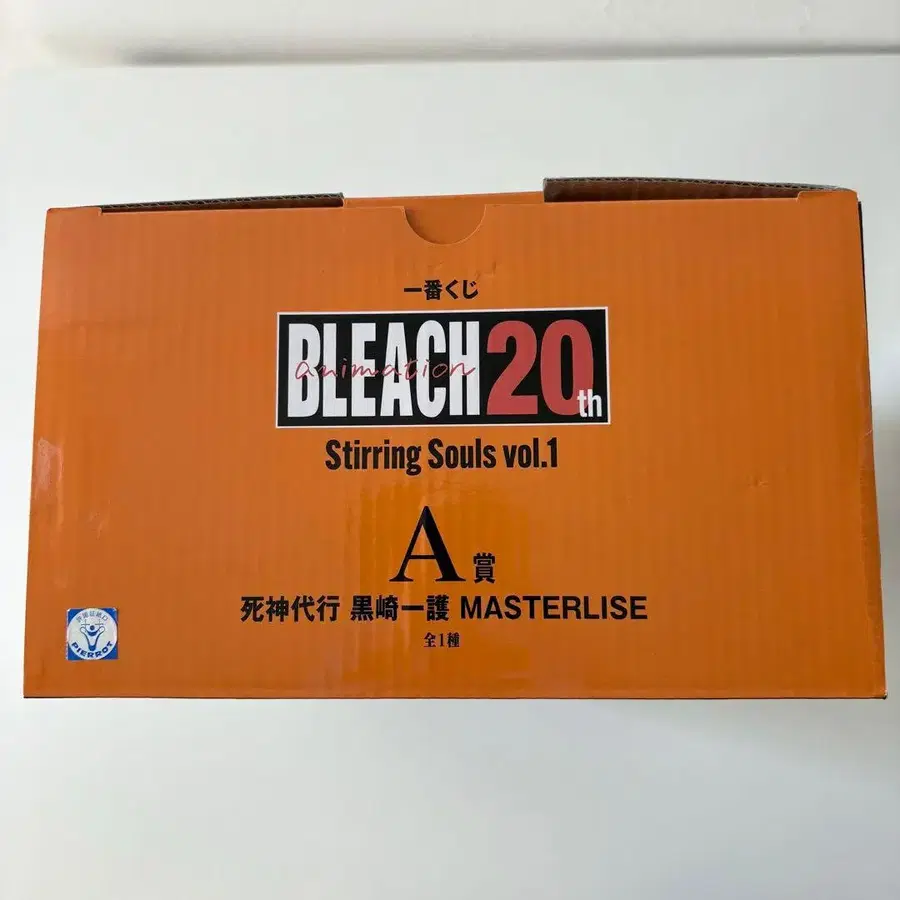 一番くじ
BLEACH 20th
animation
Stirring Souls vol.1
A賞
死神代行 黒崎一護 MASTERLISE
全1種
PIERROT